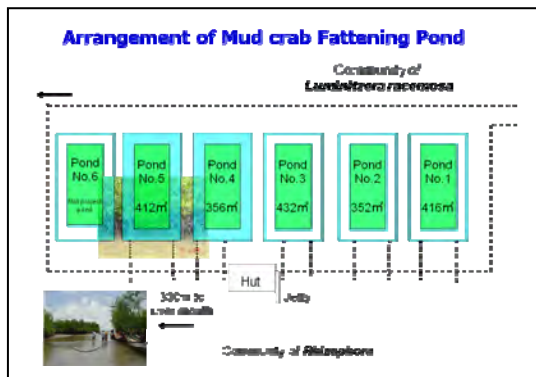 Arrangement of Mud crab Fattening Pond
Community of
Lumnitzera racemosa
Pond
No.6
Pond
No.5
412㎡
Pond
No.4
356㎡
Pond
No.3
432㎡
Pond
No.2
352㎡
Pond
No.1
416㎡
Hut
Jetty
Community of Rhizophora